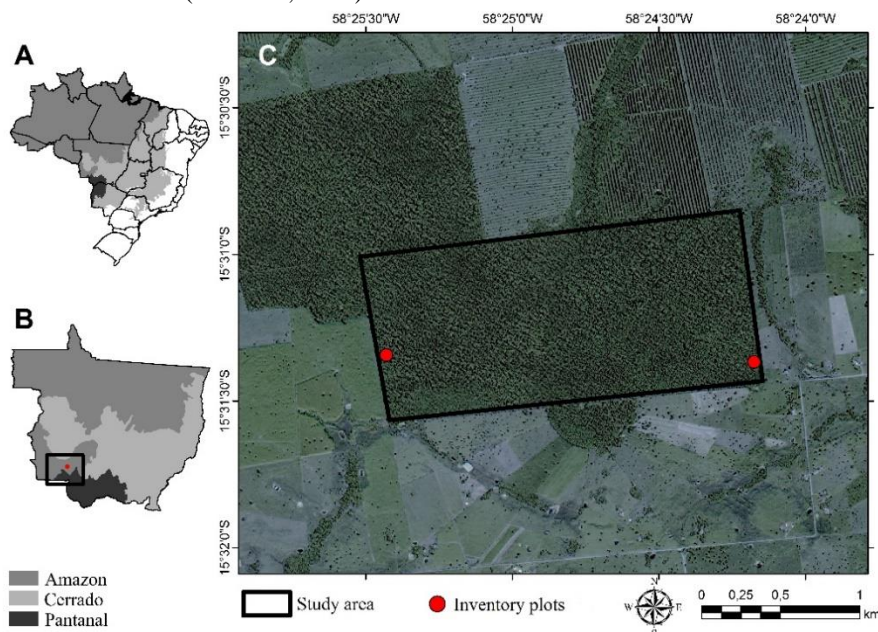 58°25'30"W 58°25'0"W 58°24'30"W 58°24'0"W
A
C
15°30'30"S
15°31'0"S
B
15°31'30"S
15°32'0"S
Amazon
Cerrado
Pantanal
Study area
Inventory plots
N
W E
S
0 0,25 0,5 1
km